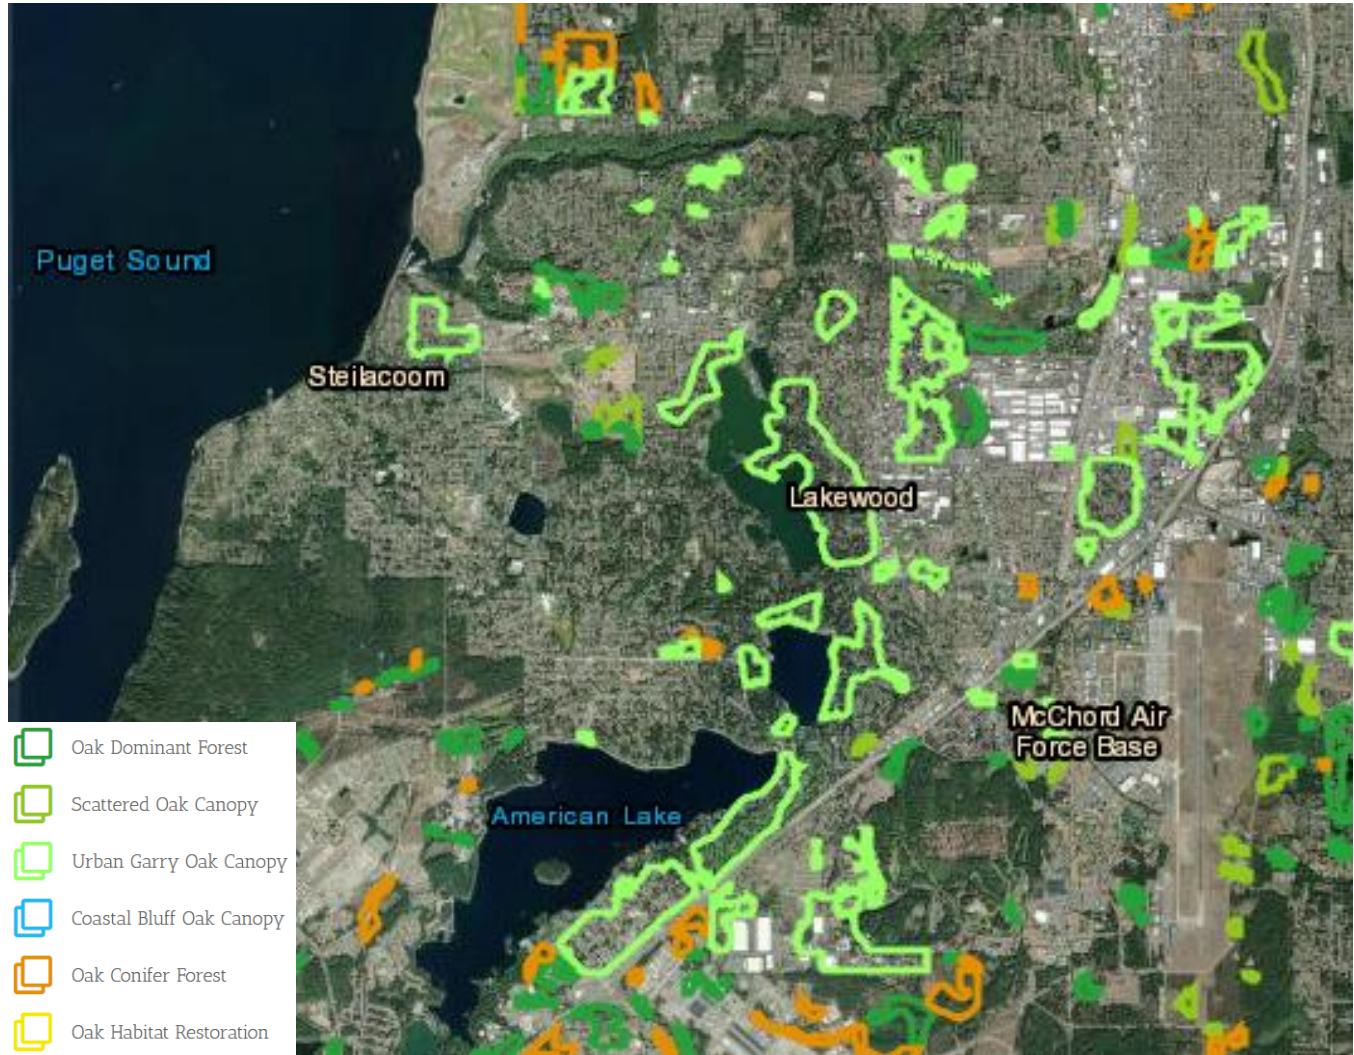 Puget Sound
Steilacoom
Lakewood
McChord Air
Force Base
American Lake
Oak Dominant Forest
Scattered Oak Canopy
Urban Garry Oak Canopy
Coastal Bluff Oak Canopy
Oak Conifer Forest
Oak Habitat Restoration